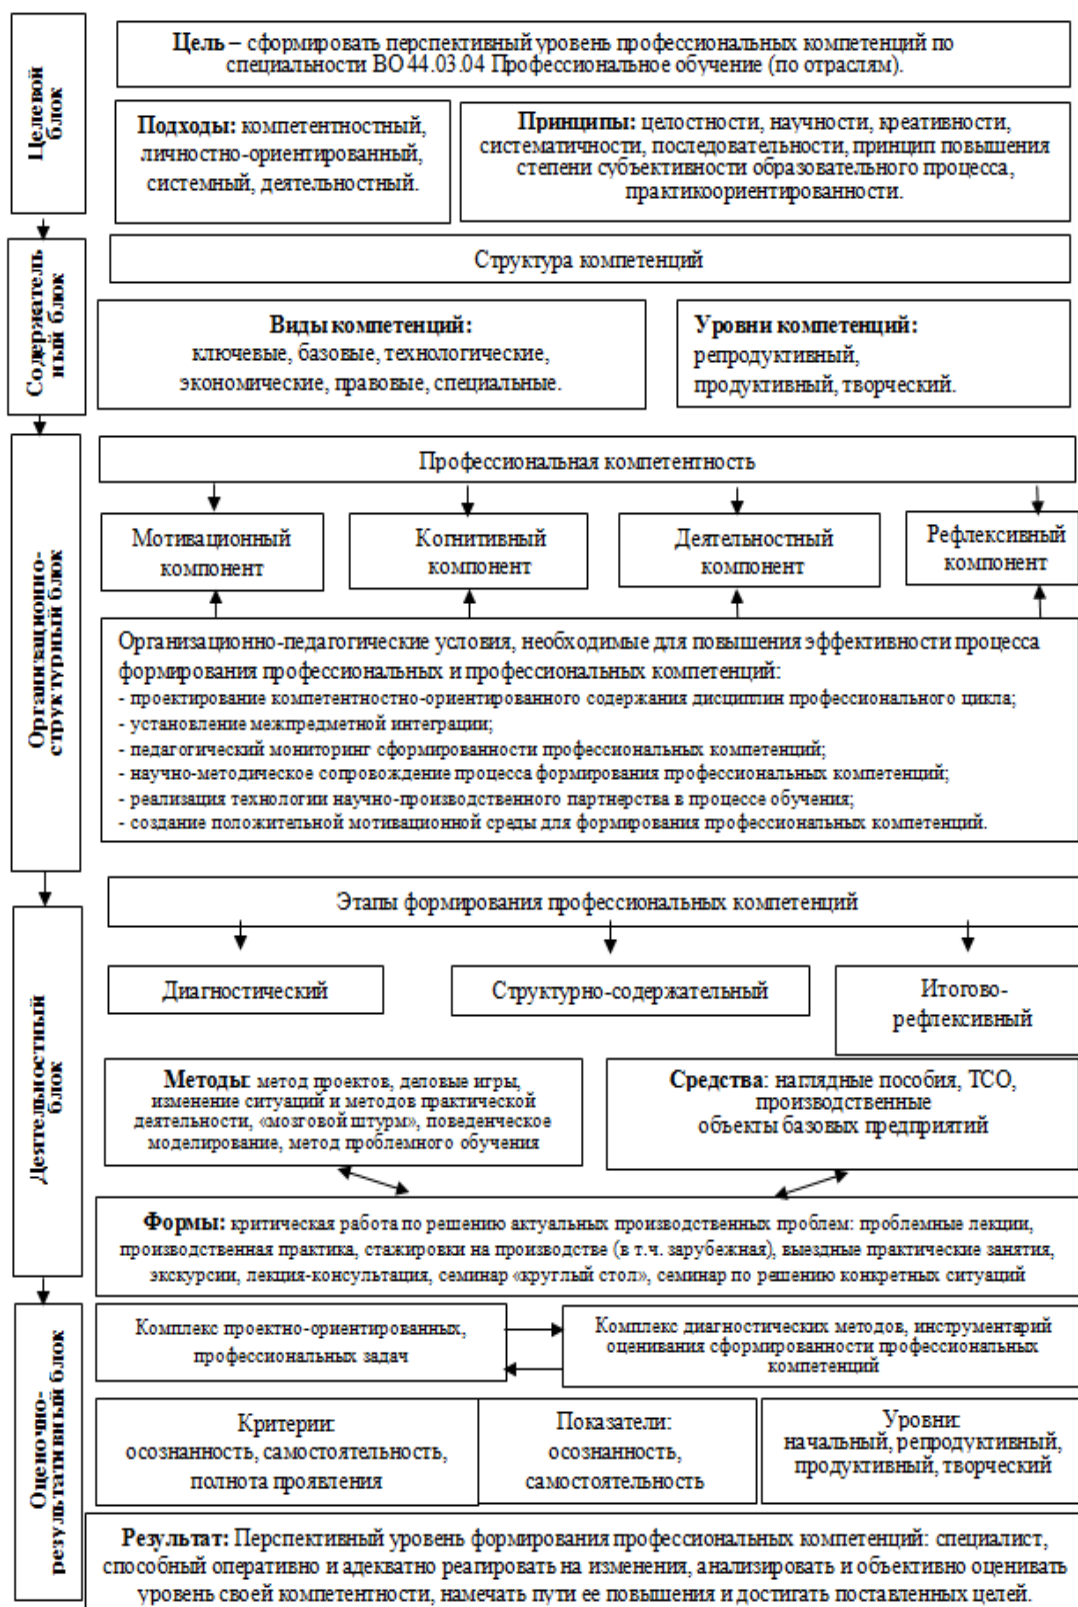 Целевой
блок
Цель – сформировать перспективный уровень профессиональных компетенций по
специальности ВО 44.03.04 Профессиональное обучение (по отраслям).
Подходы: компетентностный,
личностно-ориентированный,
системный, деятельностный.
Принципы: целостности, научности, креативности,
систематичности, последовательности, принцип повышения
степени субъективности образовательного процесса,
практикоориентированности.
Содержатель
ный блок
Структура компетенций
Виды компетенций:
ключевые, базовые, технологические,
экономические, правовые, специальные.
Уровни компетенций:
репродуктивный,
продуктивный, творческий.
Организационно-
структурный блок
Профессиональная компетентность
Мотивационный
компонент
Когнитивный
компонент
Деятельностный
компонент
Рефлексивный
компонент
Организационно-педагогические условия, необходимые для повышения эффективности процесса
формирования профессиональных и профессиональных компетенций:
- проектирование компетентностно-ориентированного содержания дисциплин профессионального цикла;
- установление межпредметной интеграции;
- педагогический мониторинг сформированности профессиональных компетенций;
- научно-методическое сопровождение процесса формирования профессиональных компетенций;
- реализация технологии научно-производственного партнерства в процессе обучения;
- создание положительной мотивационной среды для формирования профессиональных компетенций.
Деятельностный
блок
Этапы формирования профессиональных компетенций
Диагностический
Структурно-содержательный
Итогово-
рефлексивный
Методы: метод проектов, деловые игры,
изменение ситуаций и методов практической
деятельности, «мозговой штурм», поведенческое
моделирование, метод проблемного обучения
Средства: наглядные пособия, ТСО,
производственные
объекты базовых предприятий
Формы: критическая работа по решению актуальных производственных проблем: проблемные лекции,
производственная практика, стажировки на производстве (в т.ч. зарубежная), выездные практические занятия,
экскурсии, лекция-консультация, семинар «круглый стол», семинар по решению конкретных ситуаций
Оценочно-
результативный блок
Комплекс проектно-ориентированных,
профессиональных задач
Комплекс диагностических методов, инструментарий
оценивания сформированности профессиональных
компетенций
Критерии:
осознанность, самостоятельность,
полнота проявления
Показатели:
осознанность,
самостоятельность
Уровни:
начальный, репродуктивный,
продуктивный, творческий
Результат: Перспективный уровень формирования профессиональных компетенций: специалист,
способный оперативно и адекватно реагировать на изменения, анализировать и объективно оценивать
уровень своей компетентности, намечать пути ее повышения и достигать поставленных целей.